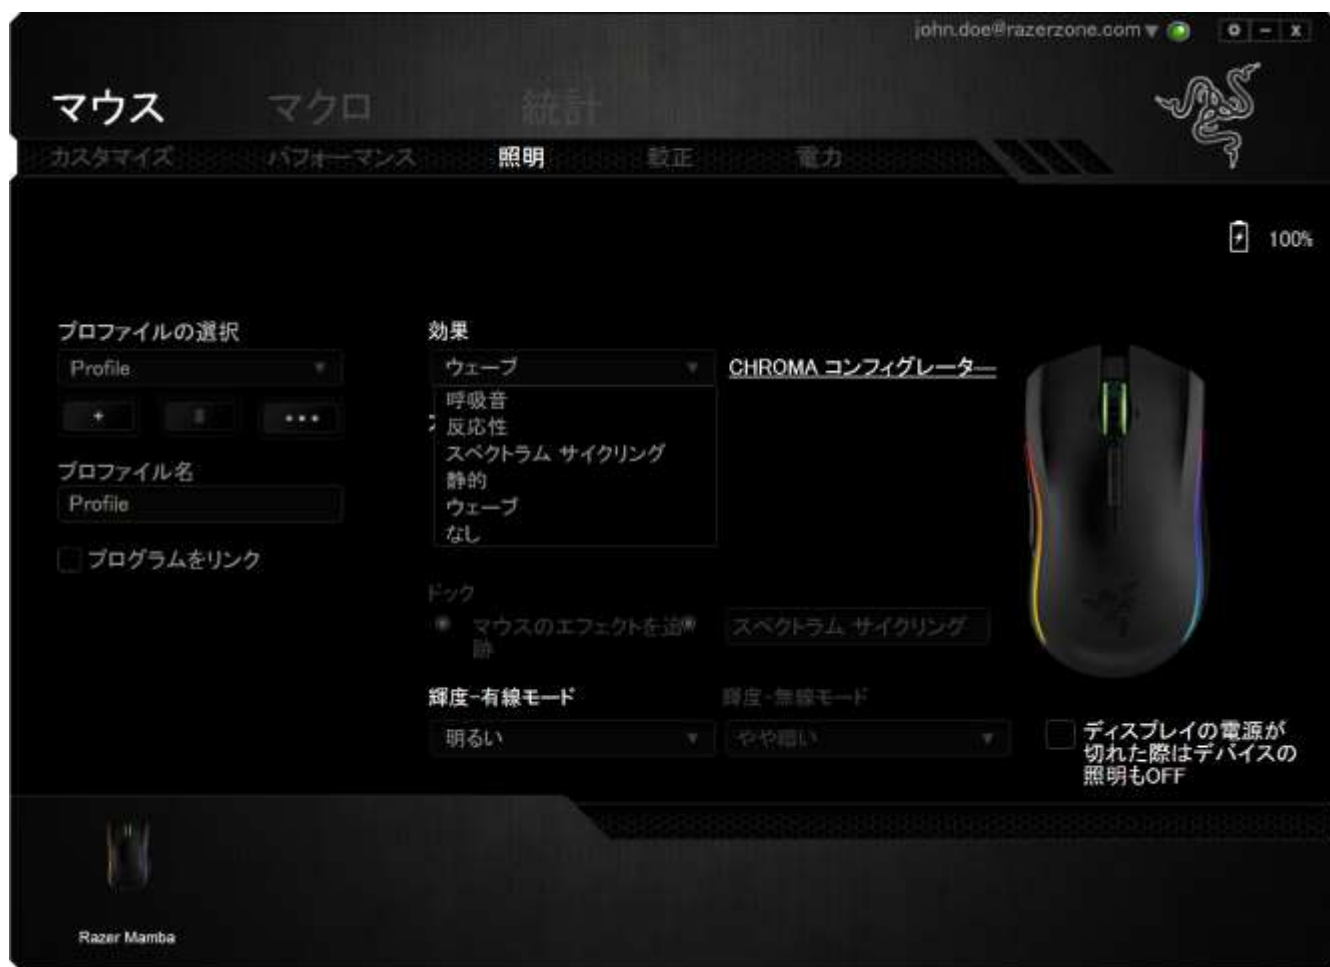 john.doe@razerzone.com
マウス
マクロ
統計
カスタマイズ
パフォーマンス
照明
較正
電力
100%
プロファイルの選択
Profile
プロファイル名
Profile
プログラムをリンク
効果
ウェーブ
CHROMA コンフィグレーター
呼吸音
反応性
スペクトラム サイクリング
静的
ウェーブ
なし
ドック
マウスのエフェクトを追
跡
スペクトラム サイクリング
輝度-有線モード
明るい
輝度-無線モード
やや暗い
ディスプレイの電源が
切れた際はデバイスの
照明もOFF
Razer Mamba